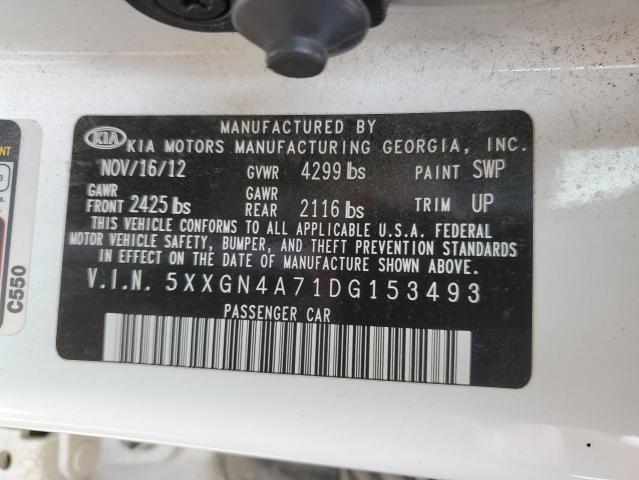 MANUFACTURED BY
KIA KIA MOTORS MANUFACTURING GEORGIA, INC.
NOV/16/12 GVWR 4299 lbs PAINT SWP
GAWR FRONT 2425 lbs GAWR REAR 2116 lbs TRIM UP
THIS VEHICLE CONFORMS TO ALL APPLICABLE U.S.A. FEDERAL
MOTOR VEHICLE SAFETY, BUMPER, AND THEFT PREVENTION STANDARDS
IN EFFECT ON THE DATE OF MANUFACTURE SHOWN ABOVE.
V.I.N. 5XXGN4A71DG153493
PASSENGER CAR
C550